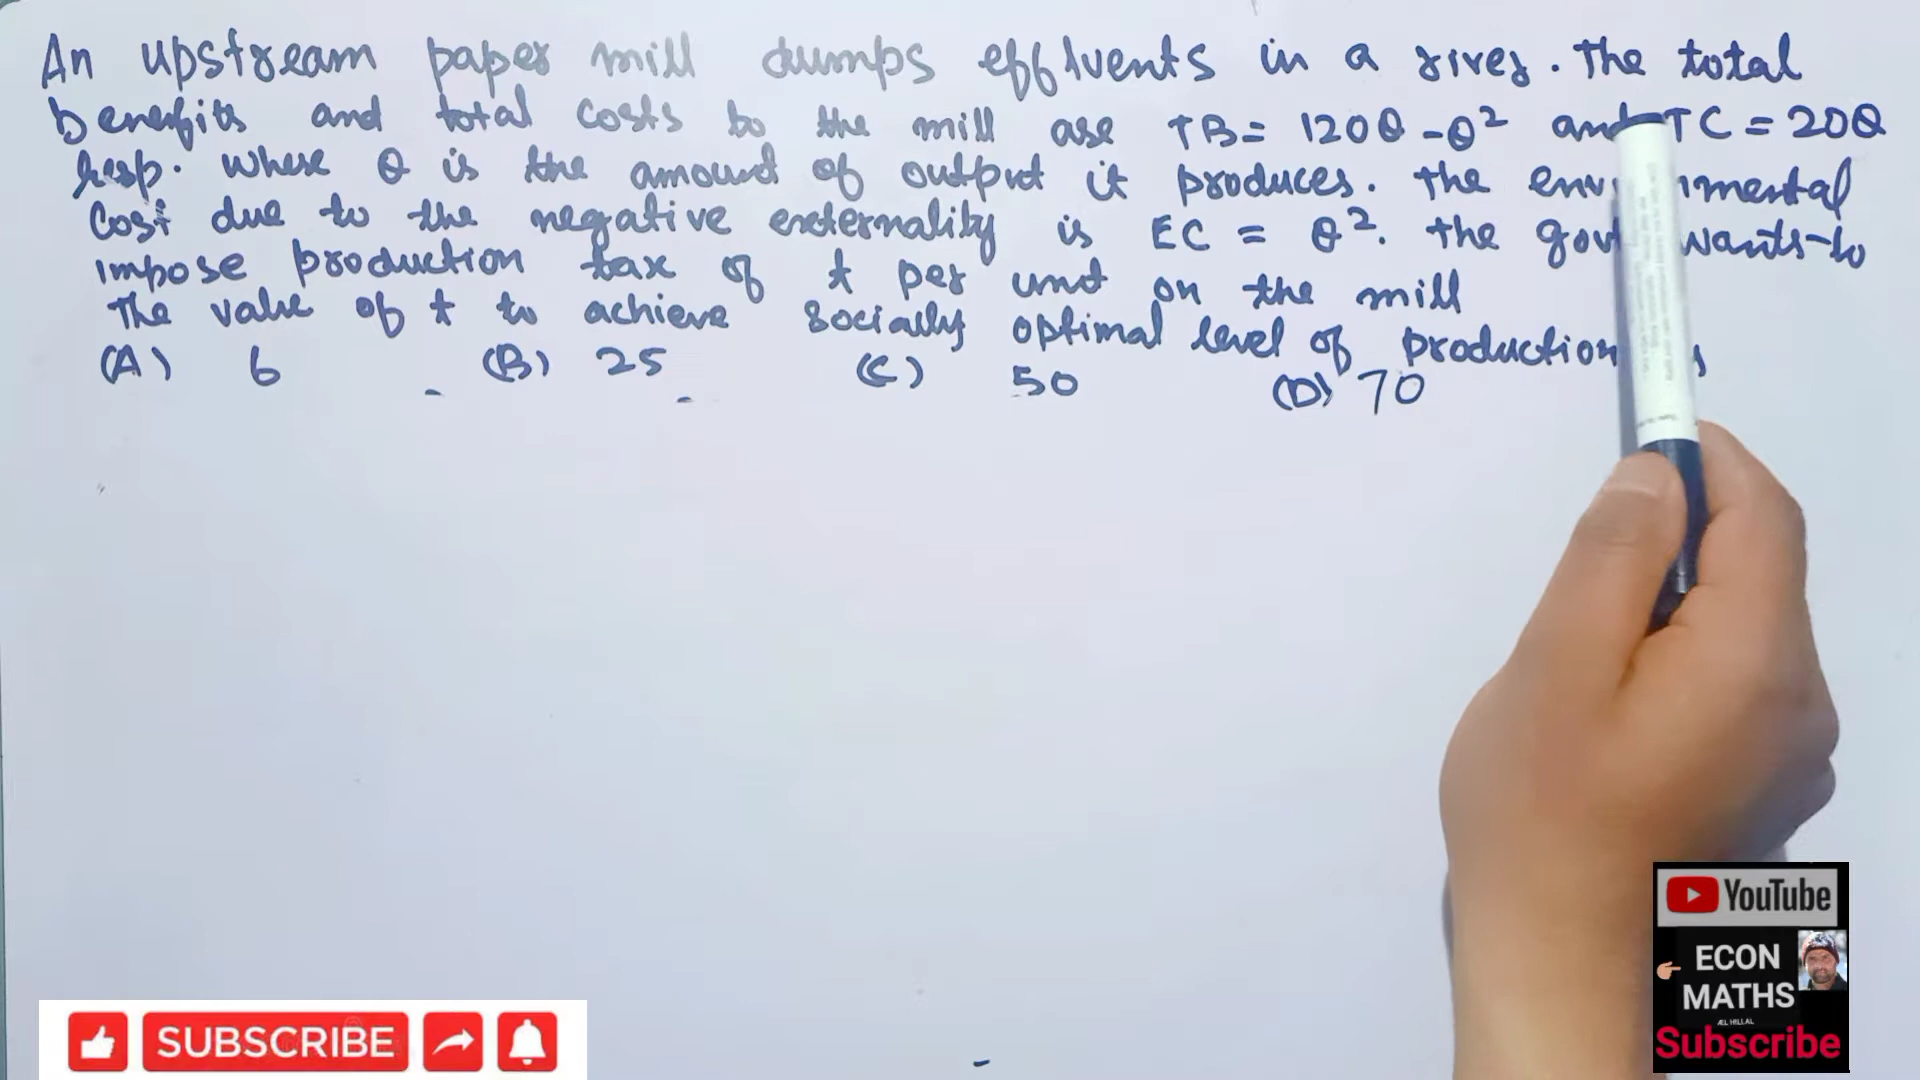 An upstream paper mill dumps effluents in a river. The total
benefits and total costs to the mill are TB = 120Q - Q² and TC = 20Q
resp. where Q is the amount of output it produces. The
cost due to the negative externality is EC = Q². The govt wants to
impose production tax of t per unit on the mill
The value of t to achieve socially optimal level of production
(A) 6 (B) 25 (C) 50 (D) 70
YouTube
ECON
MATHS
ÆL HILLAL
Subscribe
SUBSCRIBE